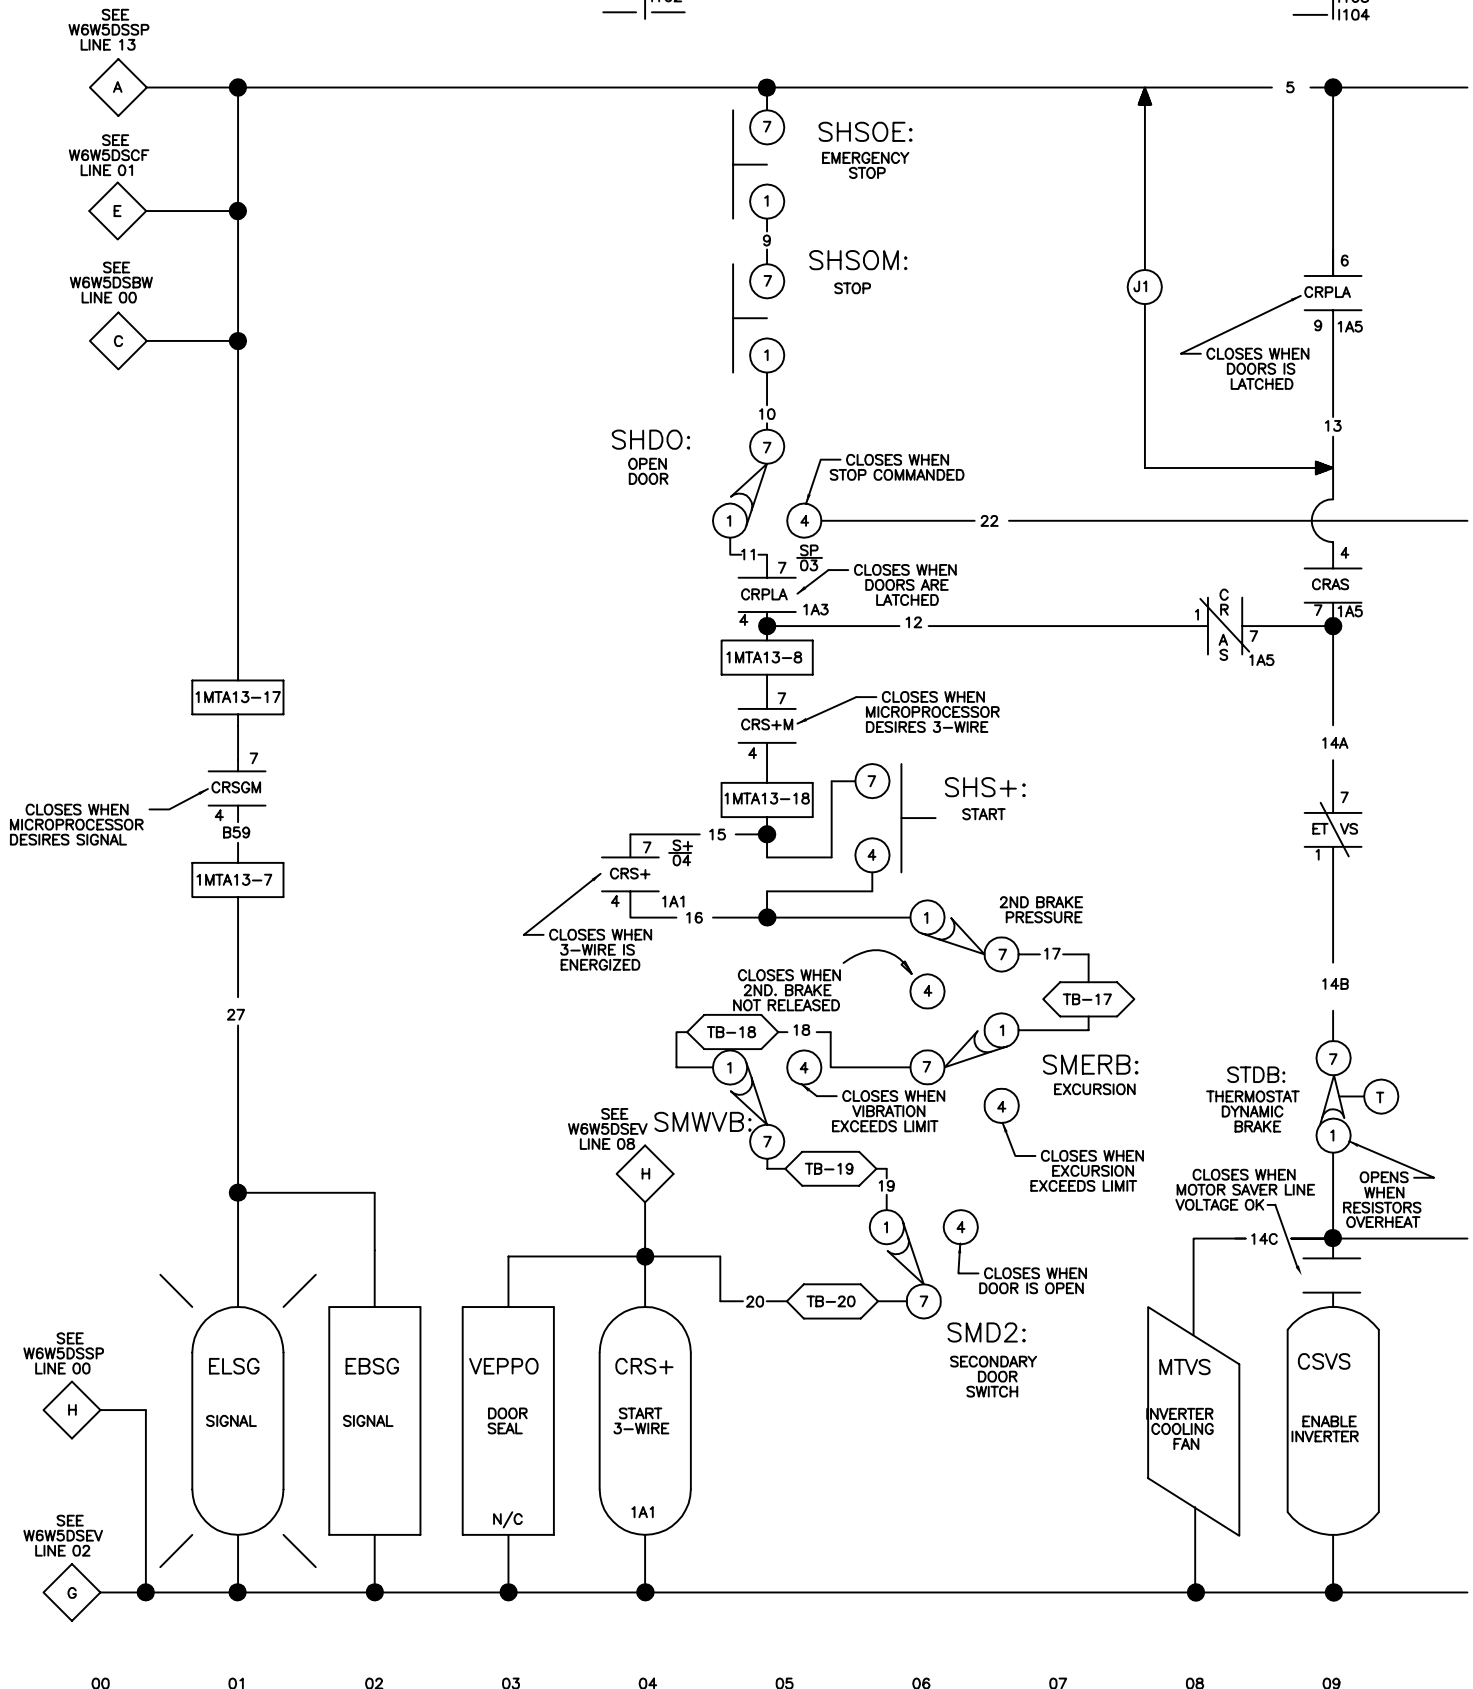 I104
SEE
W6W5DSSP
LINE 13
A
5
SEE
W6W5DSCF
LINE 01
E
7
SHSOE:
EMERGENCY
STOP
1
9
SEE
W6W5DSBW
LINE 00
C
7
SHSOM:
STOP
1
J1
6
CRPLA
9 1A5
CLOSES WHEN
DOORS IS
LATCHED
10
13
SHDO:
OPEN
DOOR
7
CLOSES WHEN
STOP COMMANDED
1
4
22
11
SP
03
7
CRPLA
1A3
4
CLOSES WHEN
DOORS ARE
LATCHED
4
CRAS
7 1A5
12
1
CR
AS
7
1A5
1MTA13-8
1MTA13-17
7
CRS+M
4
CLOSES WHEN
MICROPROCESSOR
DESIRES 3-WIRE
14A
7
CRSGM
4
B59
CLOSES WHEN
MICROPROCESSOR
DESIRES SIGNAL
1MTA13-18
7
SHS+:
START
4
7
ET VS
1
15
7
S+
04
CRS+
4
1A1
16
1MTA13-7
CLOSES WHEN
3-WIRE IS
ENERGIZED
1
2ND BRAKE
PRESSURE
7
17
CLOSES WHEN
2ND. BRAKE
NOT RELEASED
4
TB-17
14B
27
TB-18
18
1
SMERB:
EXCURSION
1
4
7
CLOSES WHEN
VIBRATION
EXCEEDS LIMIT
4
CLOSES WHEN
EXCURSION
EXCEEDS LIMIT
7
STDB:
THERMOSTAT
DYNAMIC
BRAKE
T
1
OPENS
WHEN
RESISTORS
OVERHEAT
SEE
W6W5DSEV
LINE 08
H
SMWVB:
7
TB-19
19
CLOSES WHEN
MOTOR SAVER LINE
VOLTAGE OK
14C
1
4
CLOSES WHEN
DOOR IS OPEN
20
TB-20
7
SMD2:
SECONDARY
DOOR
SWITCH
SEE
W6W5DSSP
LINE 00
H
ELSG
SIGNAL
EBSG
SIGNAL
VEPPO
DOOR
SEAL
N/C
CRS+
START
3-WIRE
1A1
MTVS
INVERTER
COOLING
FAN
CSVS
ENABLE
INVERTER
SEE
W6W5DSEV
LINE 02
G
00 01 02 03 04 05 06 07 08 09